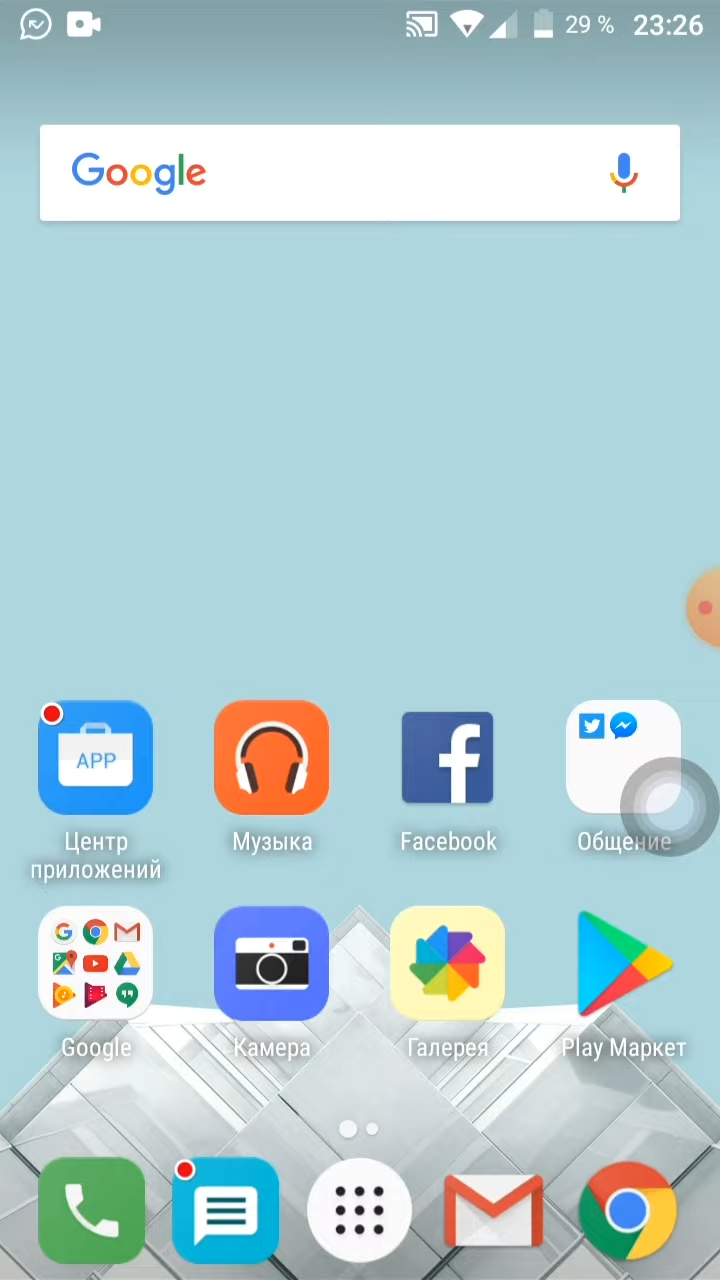 29 % 23:26
Google
APP
Центр приложений
Музыка
Facebook
Общение
Google
Камера
Галерея
Play Маркет